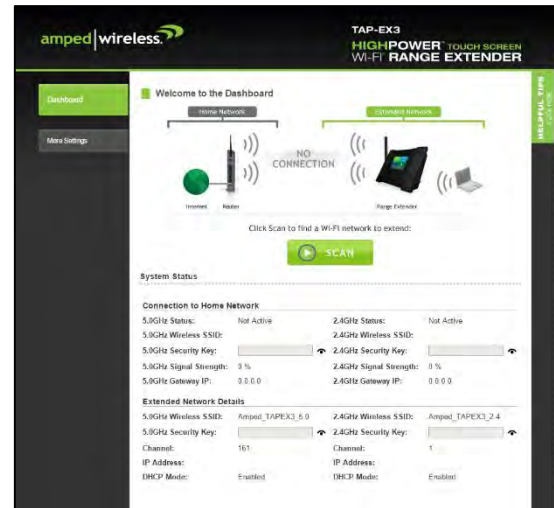 amped wireless
TAP-EX3
HIGHPOWER™ TOUCH SCREEN
WI-FI® RANGE EXTENDER
HELPFUL TIPS
Dashboard
More Settings
Welcome to the Dashboard
Home Network
Extended Network
NO
CONNECTION
Internet Router Range Extender
Click Scan to find a Wi-Fi network to extend:
SCAN
System Status
Connection to Home Network
5.0GHz Status: Not Active 2.4GHz Status: Not Active
5.0GHz Wireless SSID: 2.4GHz Wireless SSID:
5.0GHz Security Key: 2.4GHz Security Key:
5.0GHz Signal Strength: 0 % 2.4GHz Signal Strength: 0 %
5.0GHz Gateway IP: 0.0.0.0 2.4GHz Gateway IP: 0.0.0.0
Extended Network Details
5.0GHz Wireless SSID: Amped_TAPEX3_5.0 2.4GHz Wireless SSID: Amped_TAPEX3_2.4
5.0GHz Security Key: 2.4GHz Security Key:
Channel: 161 Channel: 1
IP Address: IP Address:
DHCP Mode: Enabled DHCP Mode: Enabled